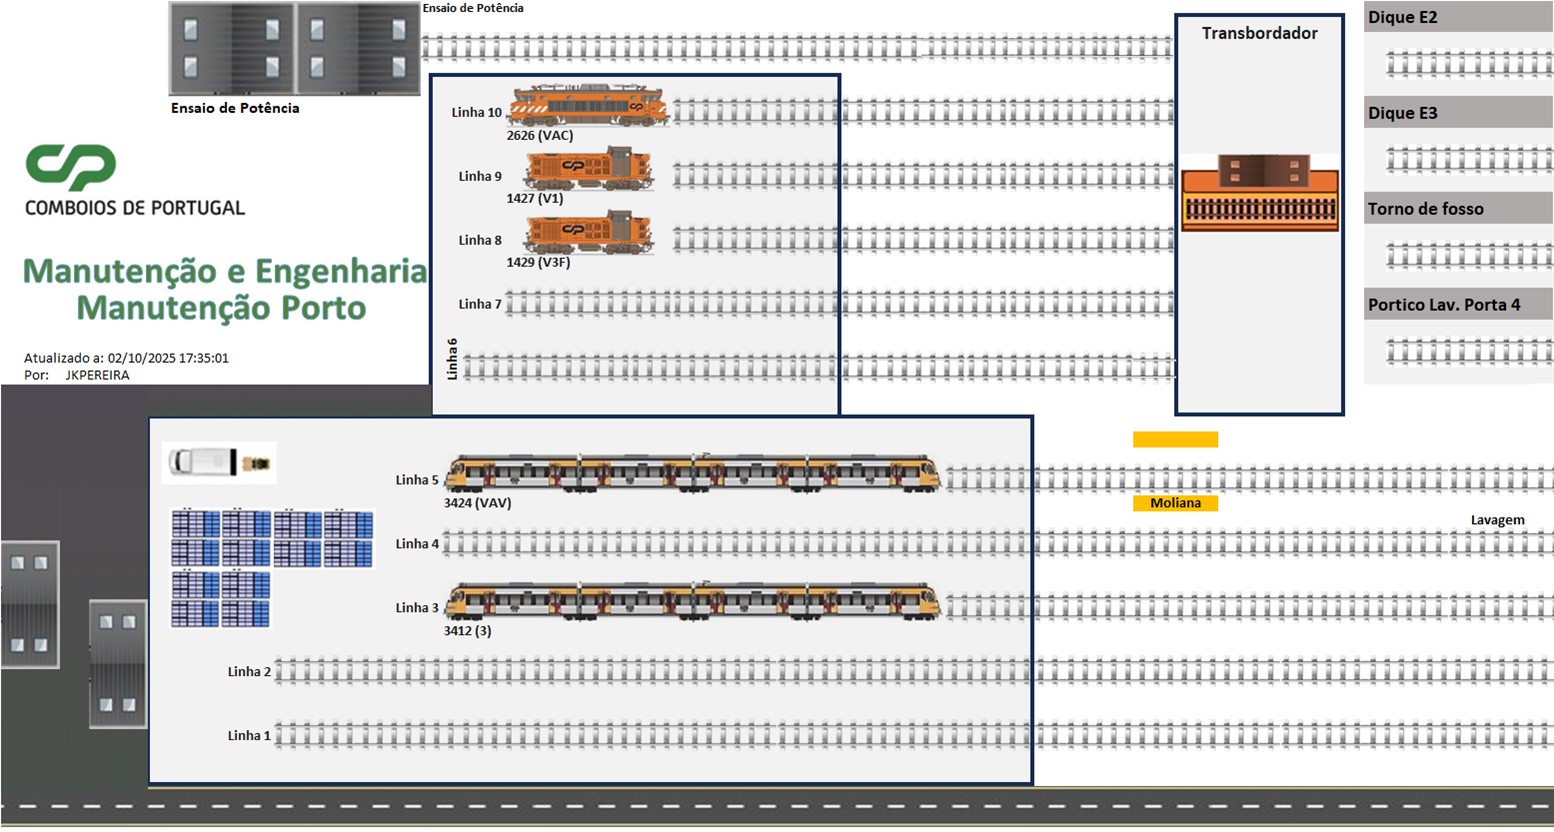 Ensaio de Potência
Ensaio de Potência
Transbordador
Dique E2
Dique E3
Torno de fosso
Portico Lav. Porta 4
CP
COMBOIOS DE PORTUGAL
Manutenção e Engenharia
Manutenção Porto
Atualizado a: 02/10/2025 17:35:01
Por: JKPEREIRA
Linha 10
2626 (VAC)
Linha 9
1427 (V1)
Linha 8
1429 (V3F)
Linha 7
Linha 6
Linha 5
3424 (VAV)
Moliana
Lavagem
Linha 4
Linha 3
3412 (3)
Linha 2
Linha 1